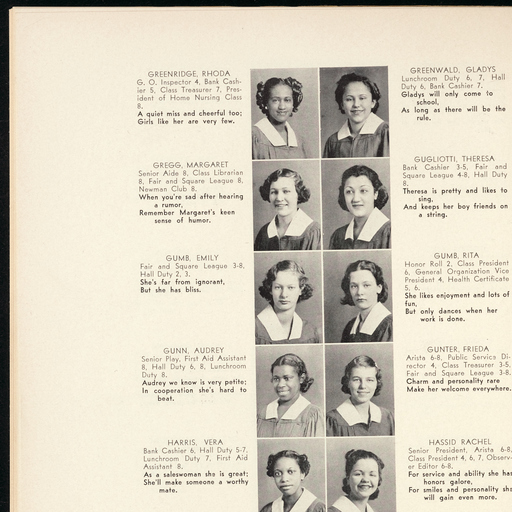 GREENRIDGE, RHODA
G. O. Inspector 4, Bank Cash-
ier 5, Class Treasurer 7, Pres-
ident of Home Nursing Class
8.
A quiet miss and cheerful too;
Girls like her are very few.
GREGG, MARGARET
Senior Aide 8, Class Librarian
8, Fair and Square League 8,
Newman Club 8.
When you're sad after hearing
a rumor,
Remember Margaret's keen
sense of humor.
GUMB, EMILY
Fair and Square League 3-8,
Hall Duty 2, 3.
She's far from ignorant,
But she has bliss.
GUNN, AUDREY
Senior Play, First Aid Assistant
8, Hall Duty 6, 8, Lunchroom
Duty 8.
Audrey we know is very petite;
In cooperation she's hard to
beat.
HARRIS, VERA
Bank Cashier 6, Hall Duty 5-7,
Lunchroom Duty 7, First Aid
Assistant 8.
As a saleswoman she is great;
She'll make someone a worthy
mate.
GREENWALD, GLADYS
Lunchroom Duty 6, 7, Hall
Duty 6, Bank Cashier 7.
Gladys will only come to
school,
As long as there will be the
rule.
GUGLIOTTI, THERESA
Bank Cashier 3-5, Fair and
Square League 4-8, Hall Duty
8.
Theresa is pretty and likes to
sing,
And keeps her boy friends on
a string.
GUMB, RITA
Honor Roll 2, Class President
6, General Organization Vice
President 4, Health Certificate
5, 6.
She likes enjoyment and lots of
fun,
But only dances when her
work is done.
GUNTER, FRIEDA
Arista 6-8, Public Service Di-
rector 4, Class Treasurer 3-5,
Fair and Square League 3-8.
Charm and personality rare
Make her welcome everywhere.
HASSID RACHEL
Senior President, Arista 6-8,
Class President 4, 6, 7, Observ-
er Editor 6-8.
For service and ability she has
honors galore,
For smiles and personality she
will gain even more.